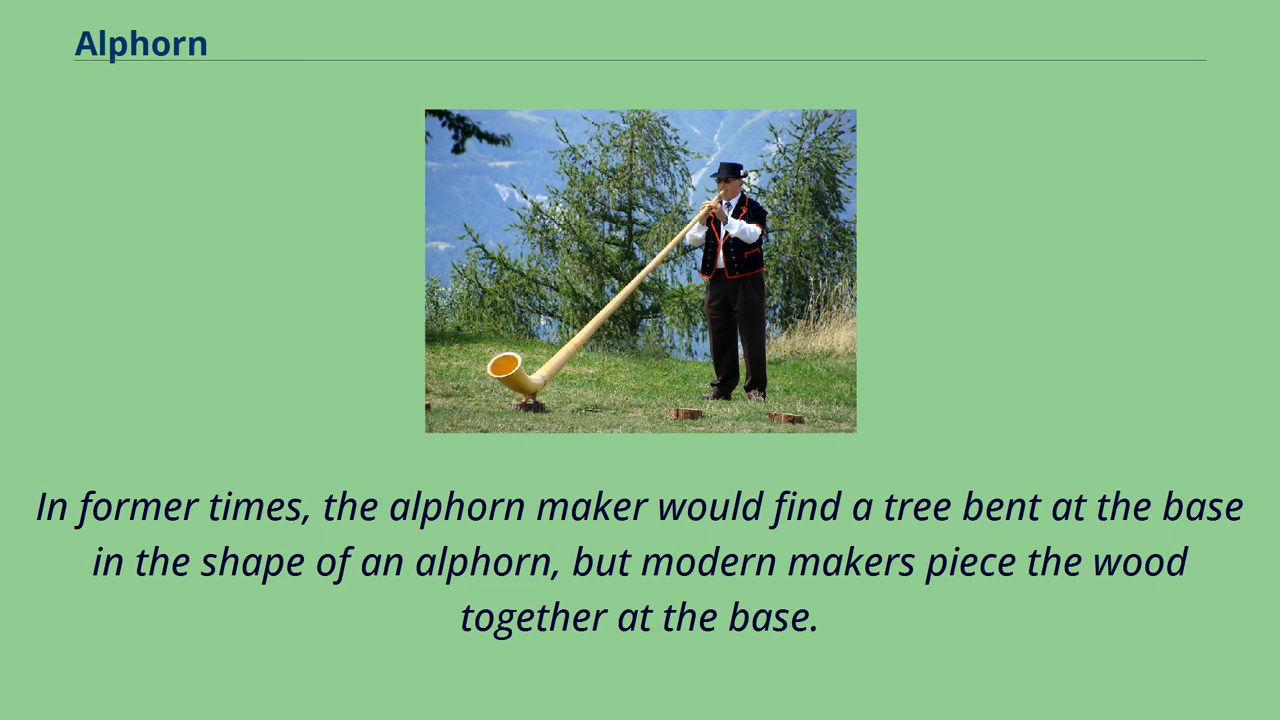 Alphorn
In former times, the alphorn maker would find a tree bent at the base
in the shape of an alphorn, but modern makers piece the wood
together at the base.